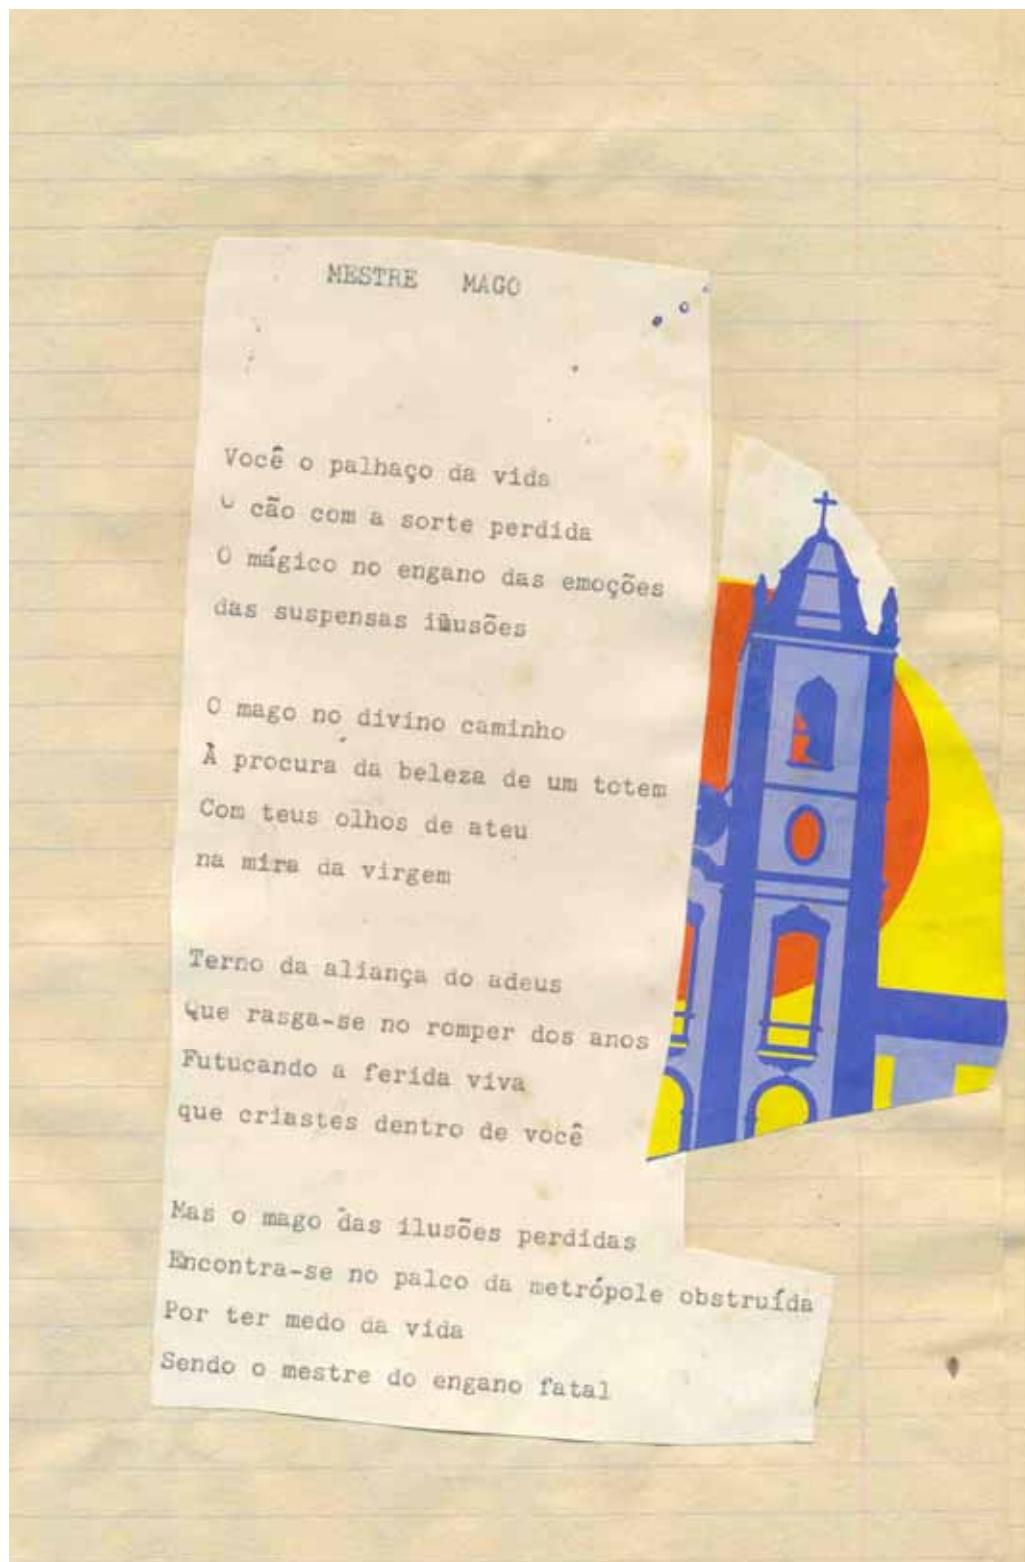 MESTRE MAGO
Você o palhaço da vida
O cão com a sorte perdida
O mágico no engano das emoções
das suspensas ilusões
O mago no divino caminho
À procura da beleza de um totem
Com teus olhos de ateu
na mira da virgem
Terno da aliança do adeus
Que rasga-se no romper dos anos
Futucando a ferida viva
que criastes dentro de você
Mas o mago das ilusões perdidas
Encontra-se no palco da metrópole obstruída
Por ter medo da vida
Sendo o mestre do engano fatal